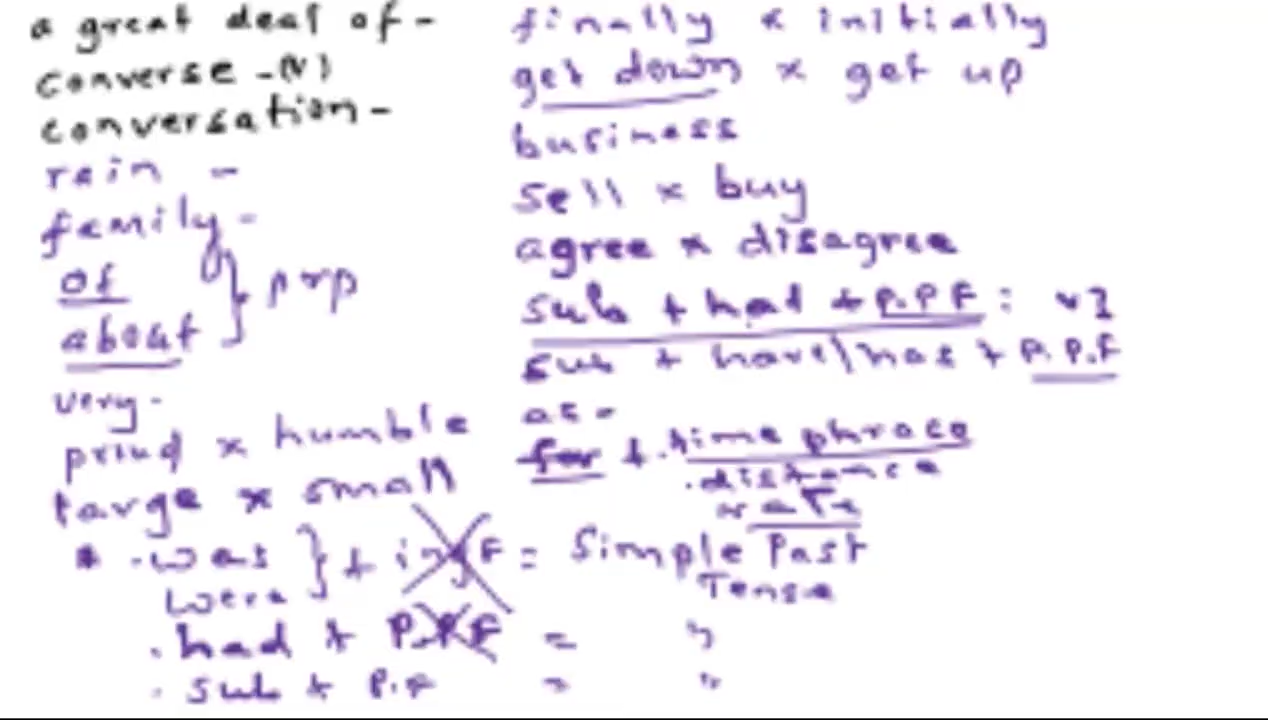 a great deal of -
converse - (v)
conversation -
rain -
family -
of
about } prp
very -
proud x humble
large x small
* . was
were } + ing F = Simple Past Tense
. had + P.P.F = "
. sub + P.F = "
finally x initially
get down x get up
business
sell x buy
agree x disagree
sub + had + P.P.F : v3
sub + have\has + P.P.F
as -
for + . time phrase
. distance